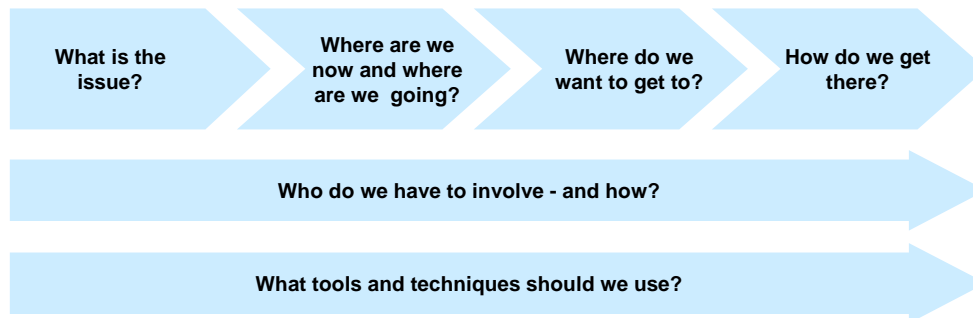 What is the
issue?
Where are we
now and where
are we  going?
Where do we
want to get to?
How do we get
there?
Who do we have to involve - and how?
What tools and techniques should we use?